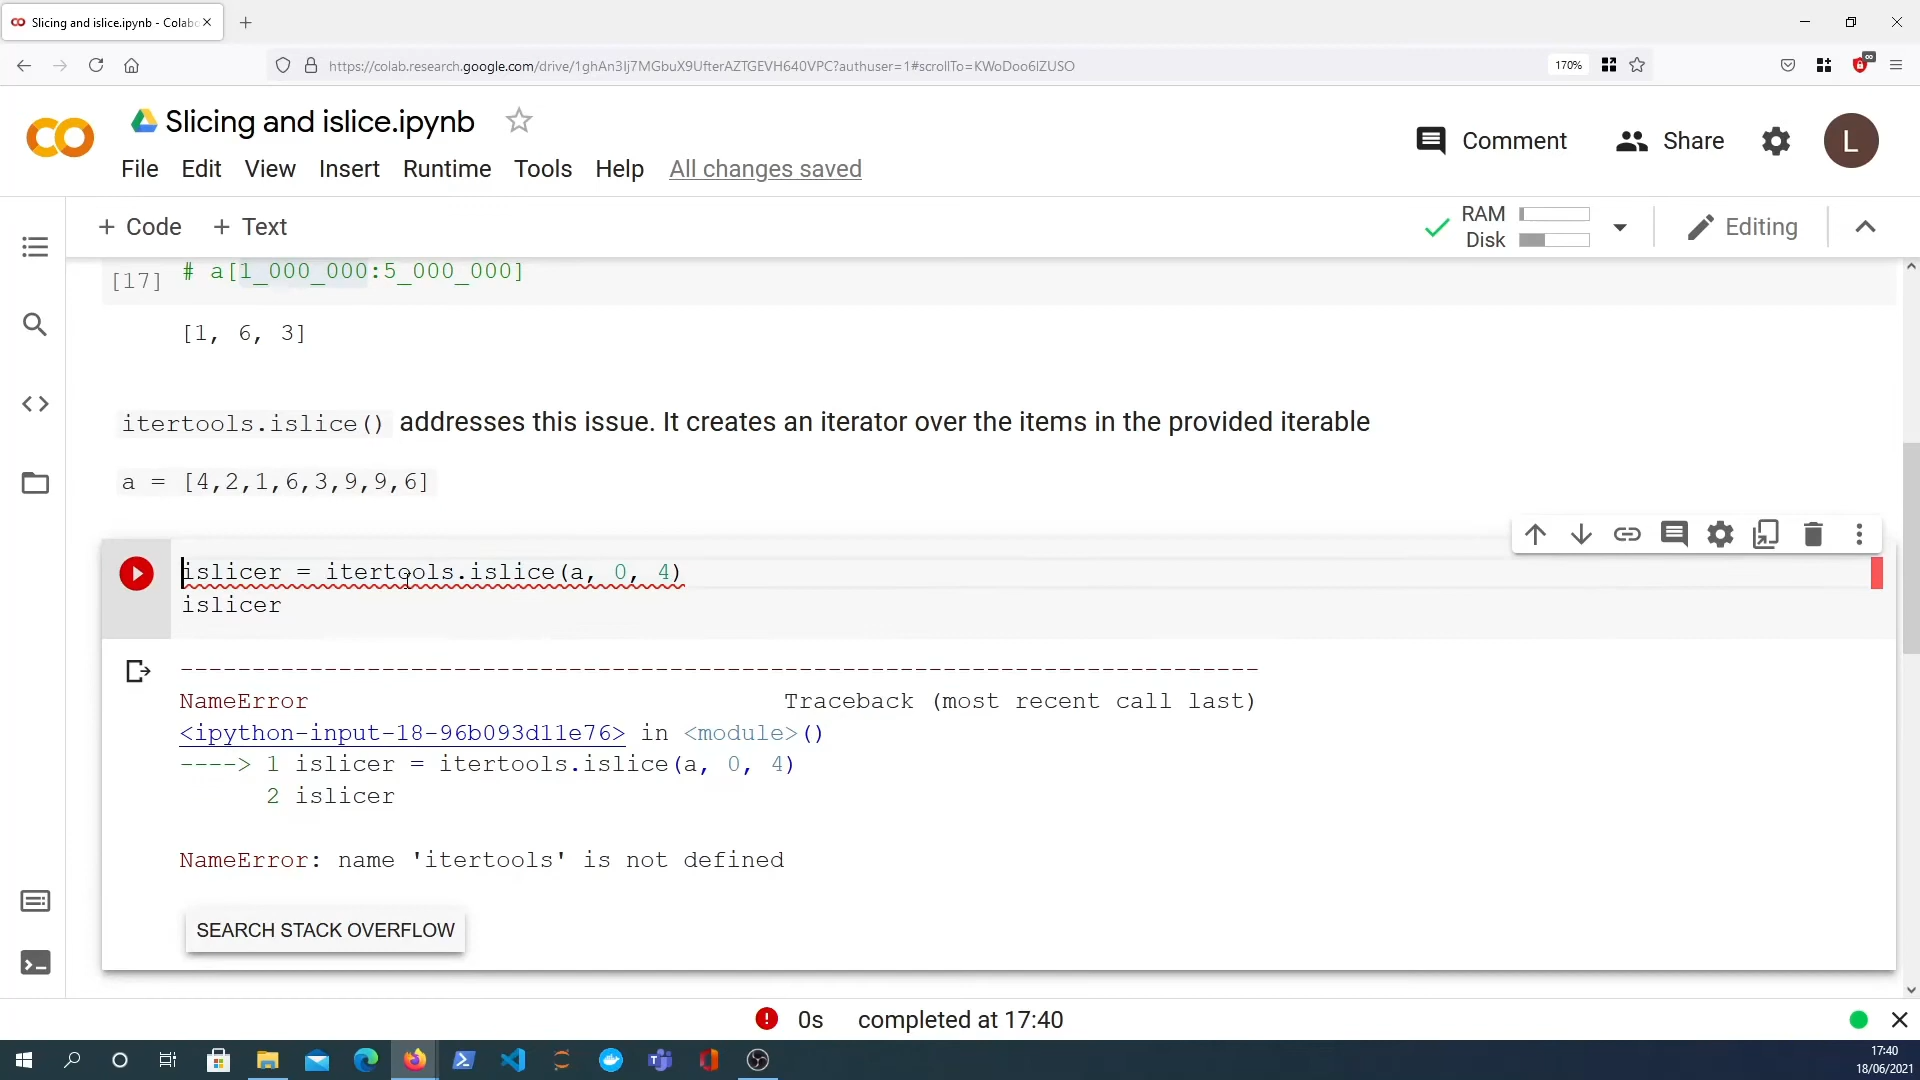 Slicing and islice.ipynb - Colab
https://colab.research.google.com/drive/1ghAn3Ij7MGbuX9UfterAZTGEVH640VPC?authuser=1#scrollTo=KWoDoo6IZUSO
170%
Slicing and islice.ipynb
Comment
Share
L
File Edit View Insert Runtime Tools Help All changes saved
+ Code + Text
RAM
Disk
Editing
[17] # a[1_000_000:5_000_000]
[1, 6, 3]
itertools.islice() addresses this issue. It creates an iterator over the items in the provided iterable
a = [4,2,1,6,3,9,9,6]
islicer = itertools.islice(a, 0, 4)
islicer
---------------------------------------------------------------------------
NameError Traceback (most recent call last)
<ipython-input-18-96b093d11e76> in <module>()
----> 1 islicer = itertools.islice(a, 0, 4)
2 islicer
NameError: name 'itertools' is not defined
SEARCH STACK OVERFLOW
0s completed at 17:40
17:40
18/06/2021